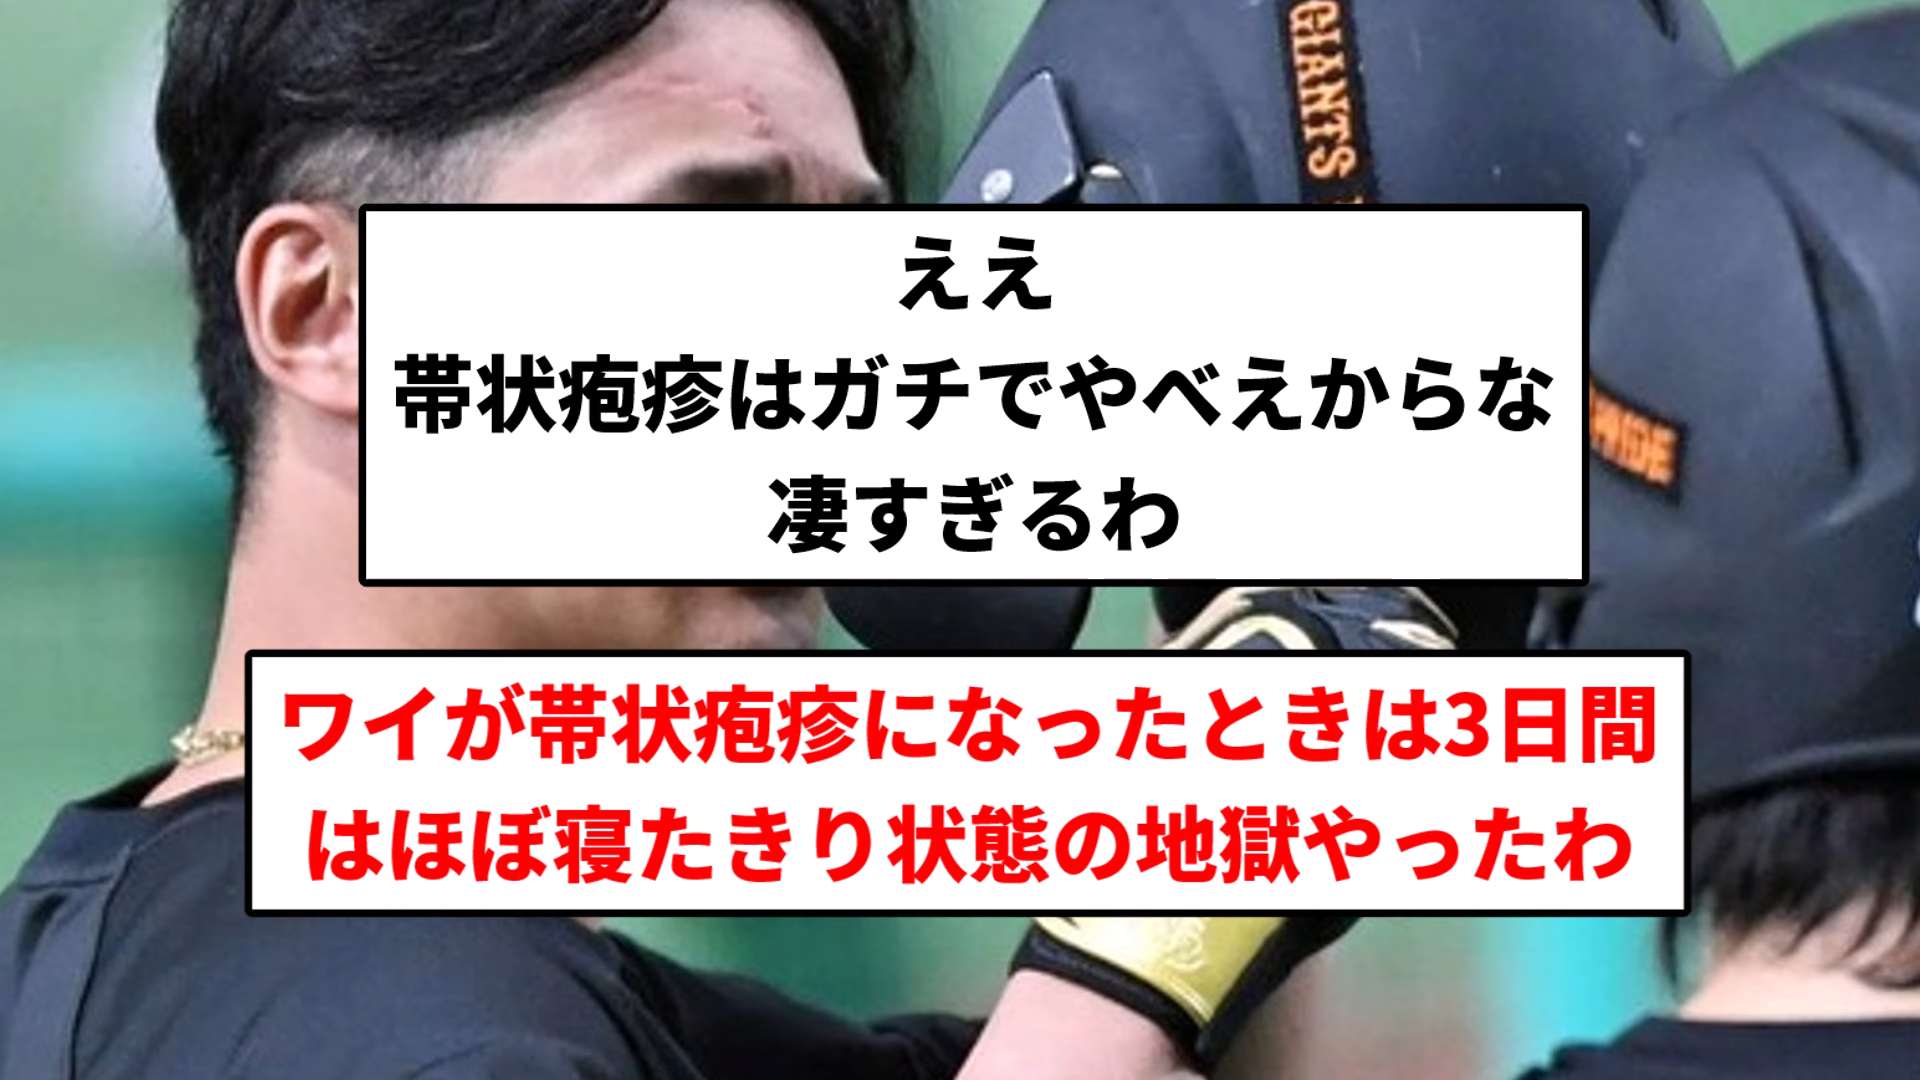 GIANTS
ええ
帯状疱疹はガチでやべえからな
凄すぎるわ
ワイが帯状疱疹になったときは3日間
はほぼ寝たきり状態の地獄やったわ